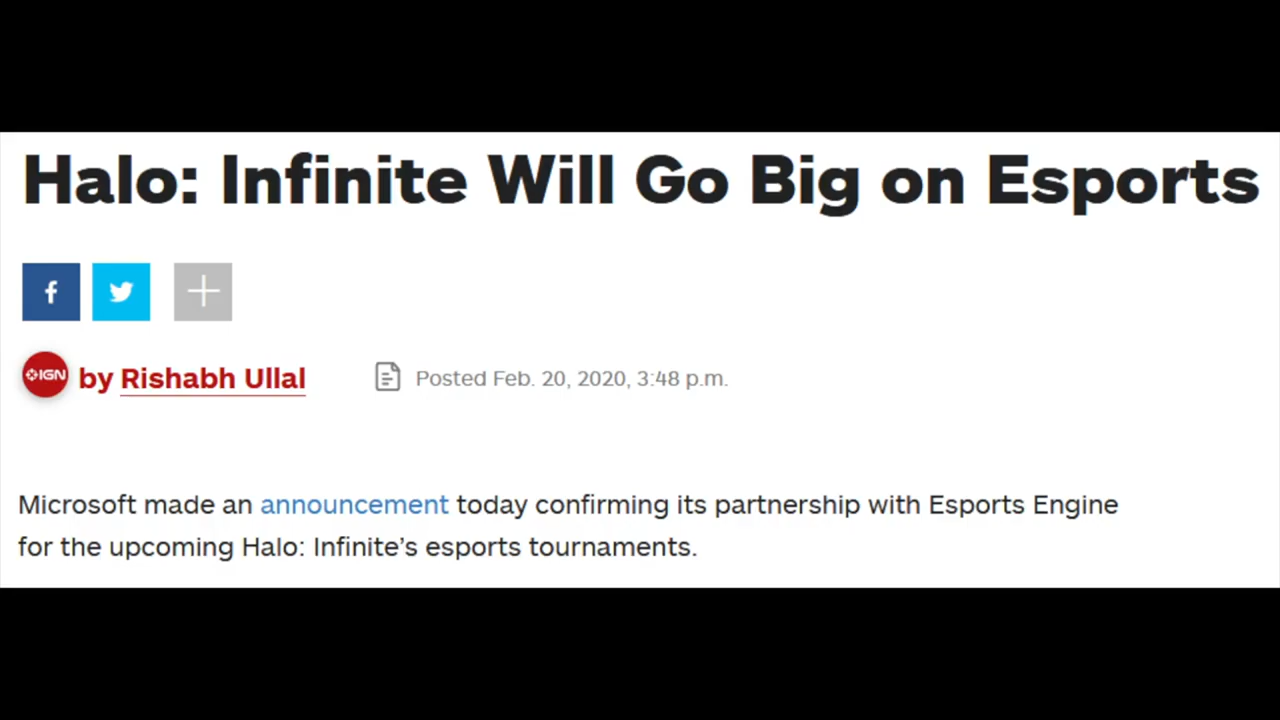 Halo: Infinite Will Go Big on Esports
f
IGN by Rishabh Ullal Posted Feb. 20, 2020, 3:48 p.m.
Microsoft made an announcement today confirming its partnership with Esports Engine
for the upcoming Halo: Infinite’s esports tournaments.